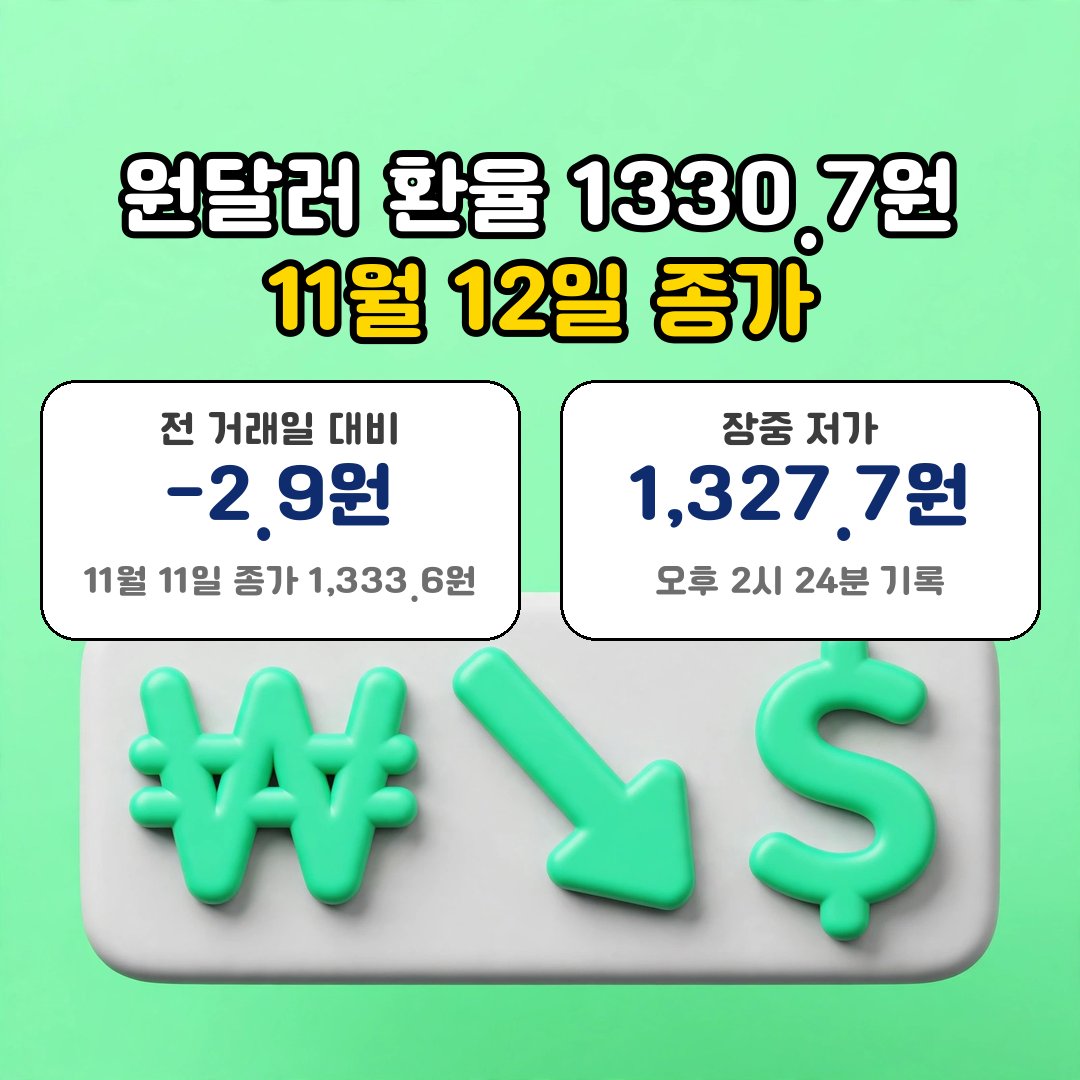 원달러 환율 1330.7원
11월 12일 종가
전 거래일 대비
-2.9원
11월 11일 종가 1,333.6원
장중 저가
1,327.7원
오후 2시 24분 기록
₩
$